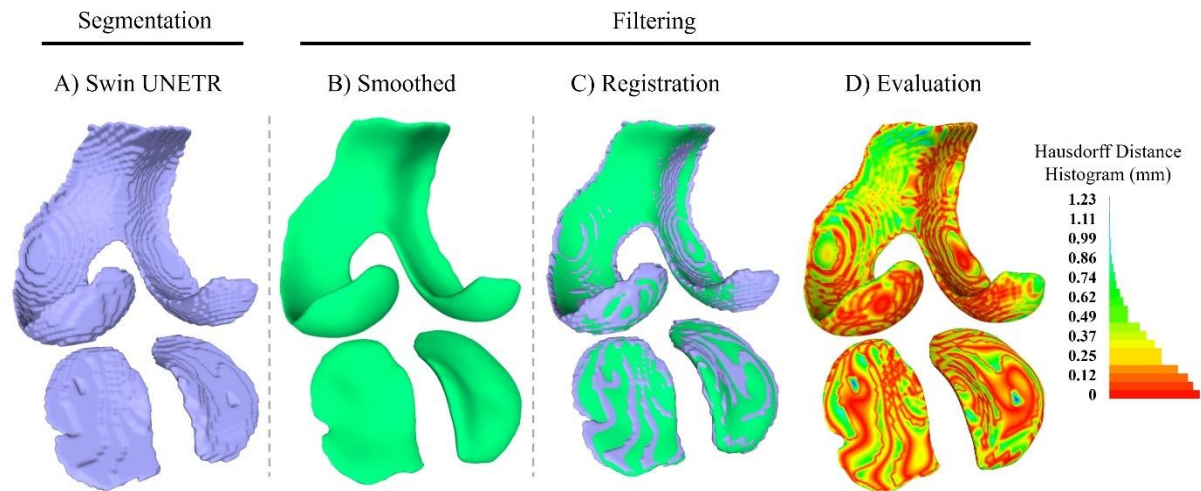 Segmentation
Filtering
A) Swin UNETR
B) Smoothed
C) Registration
D) Evaluation
Hausdorff Distance
Histogram (mm)
1.23
1.11
0.99
0.86
0.74
0.62
0.49
0.37
0.25
0.12
0